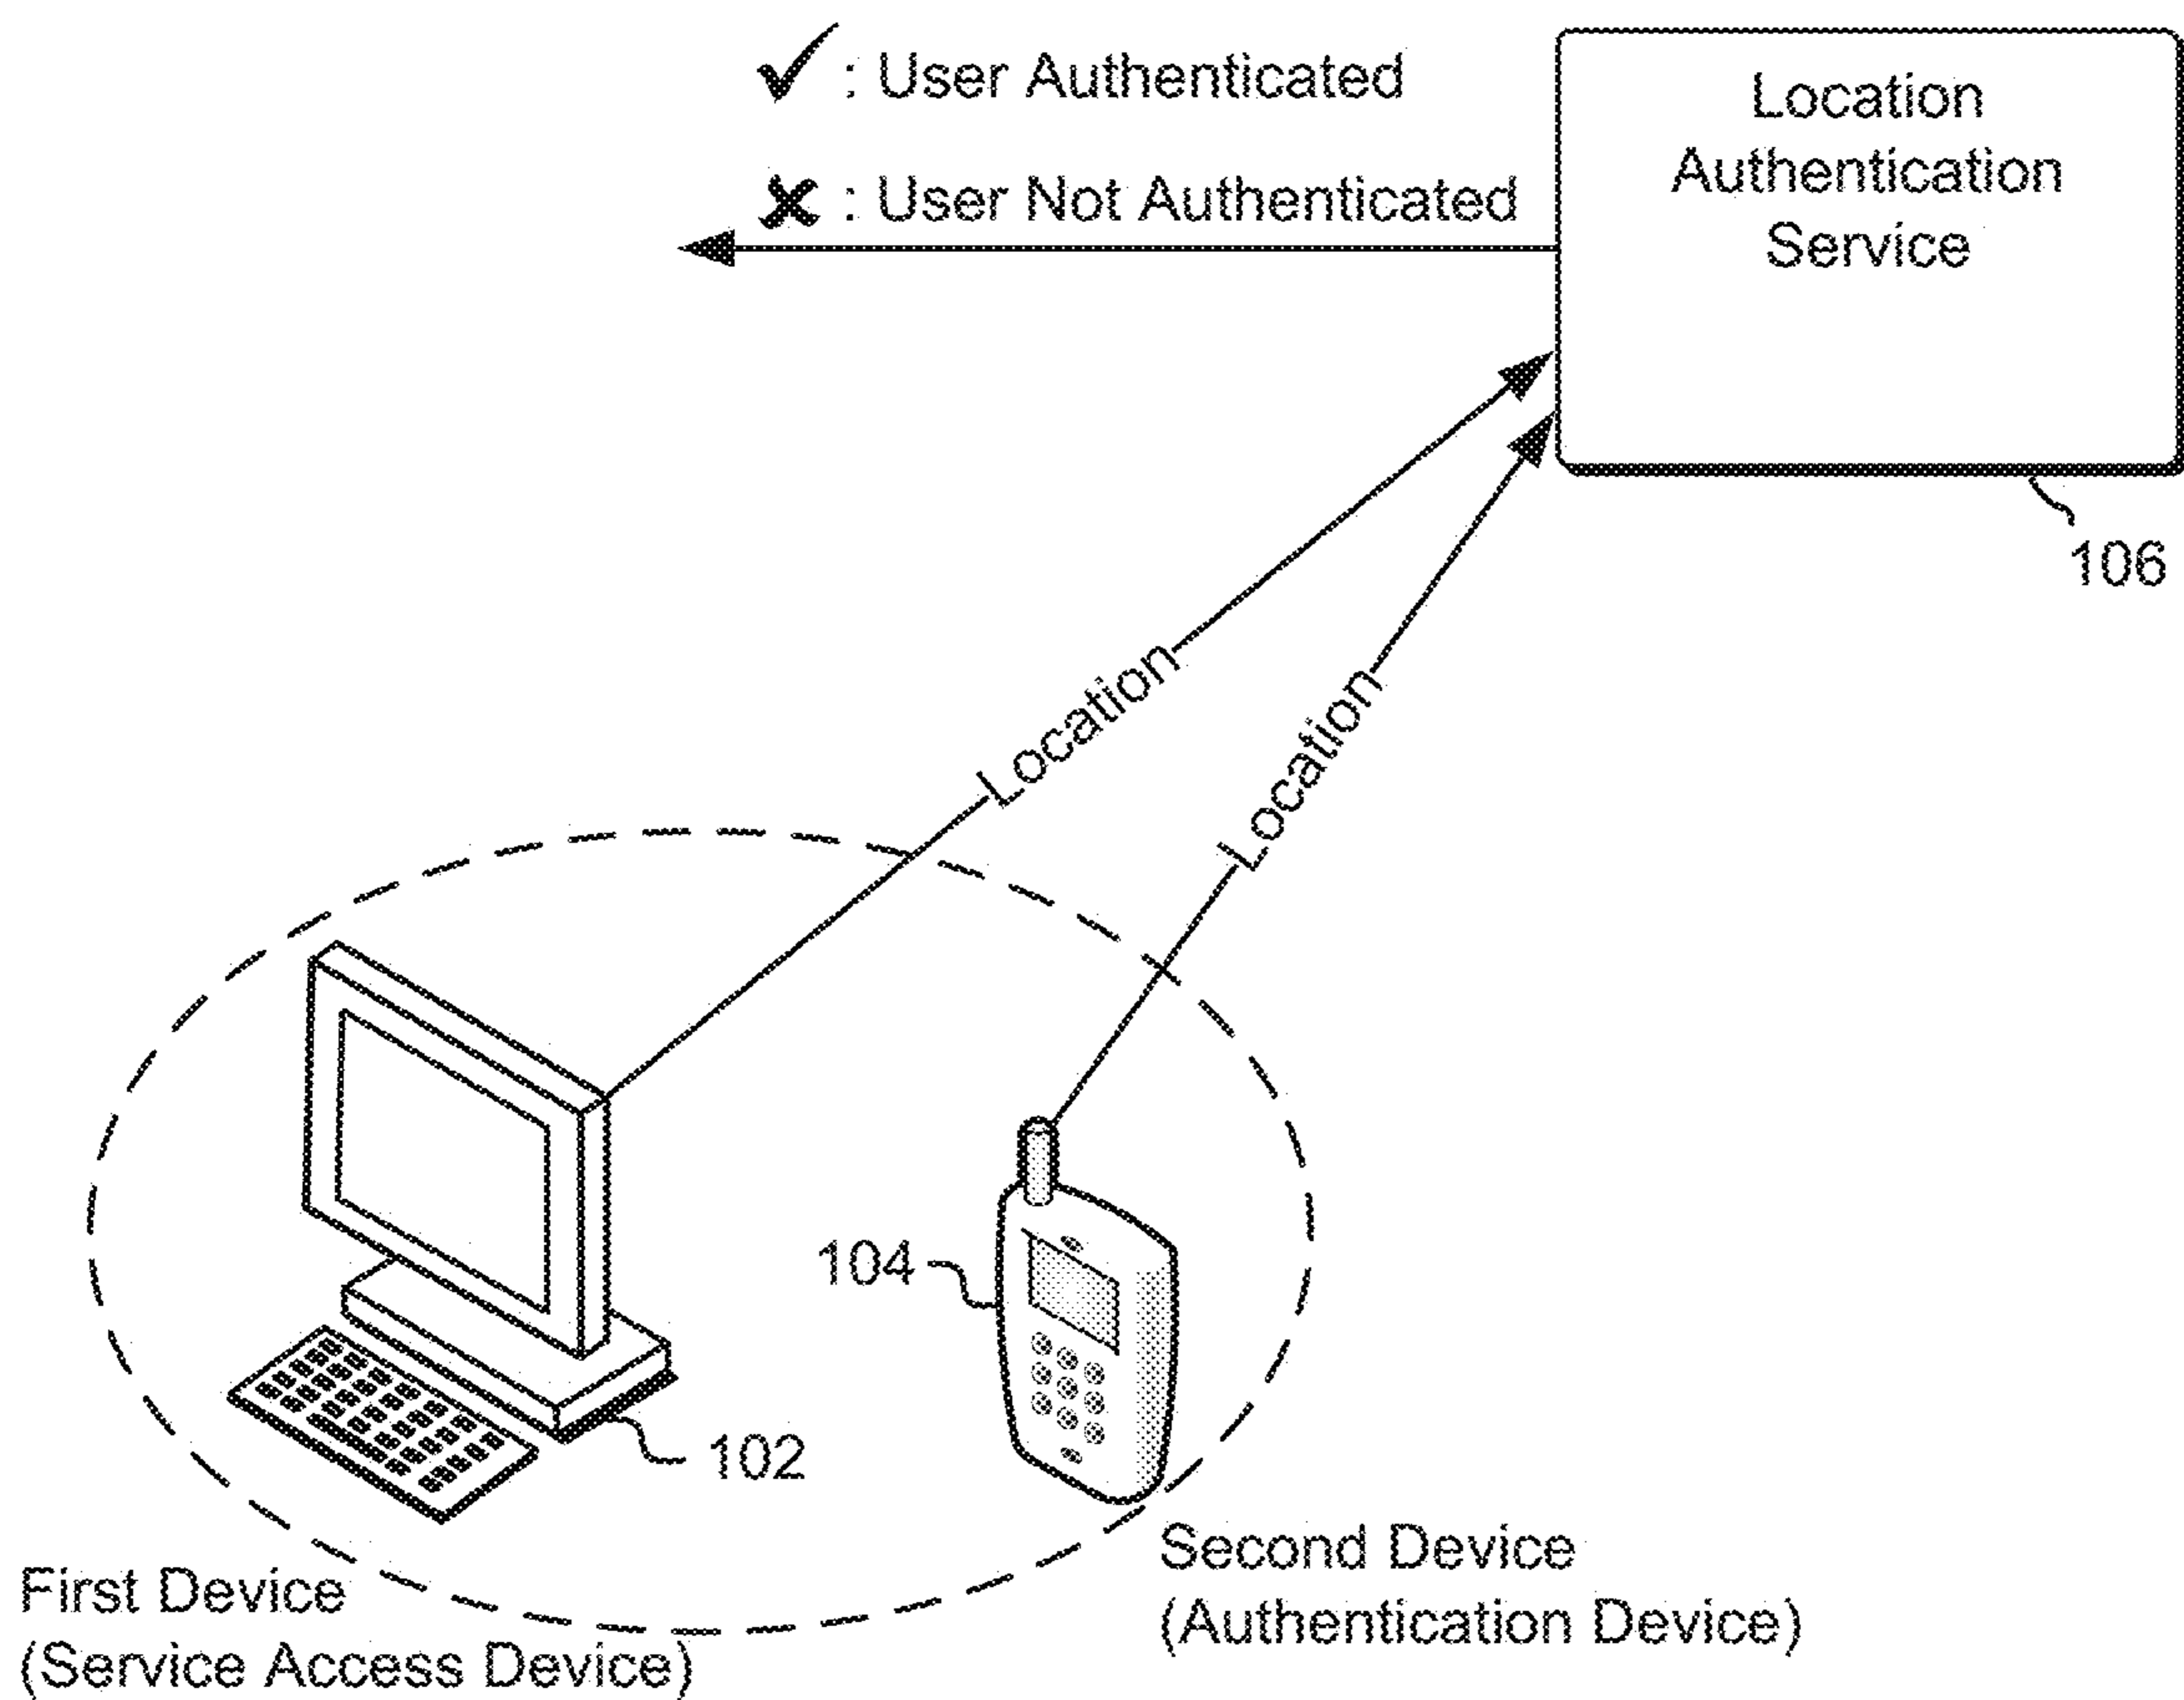 ✓ : User Authenticated
✗ : User Not Authenticated
Location
Authentication
Service
106
Location
Location
104
102
First Device
(Service Access Device)
Second Device
(Authentication Device)